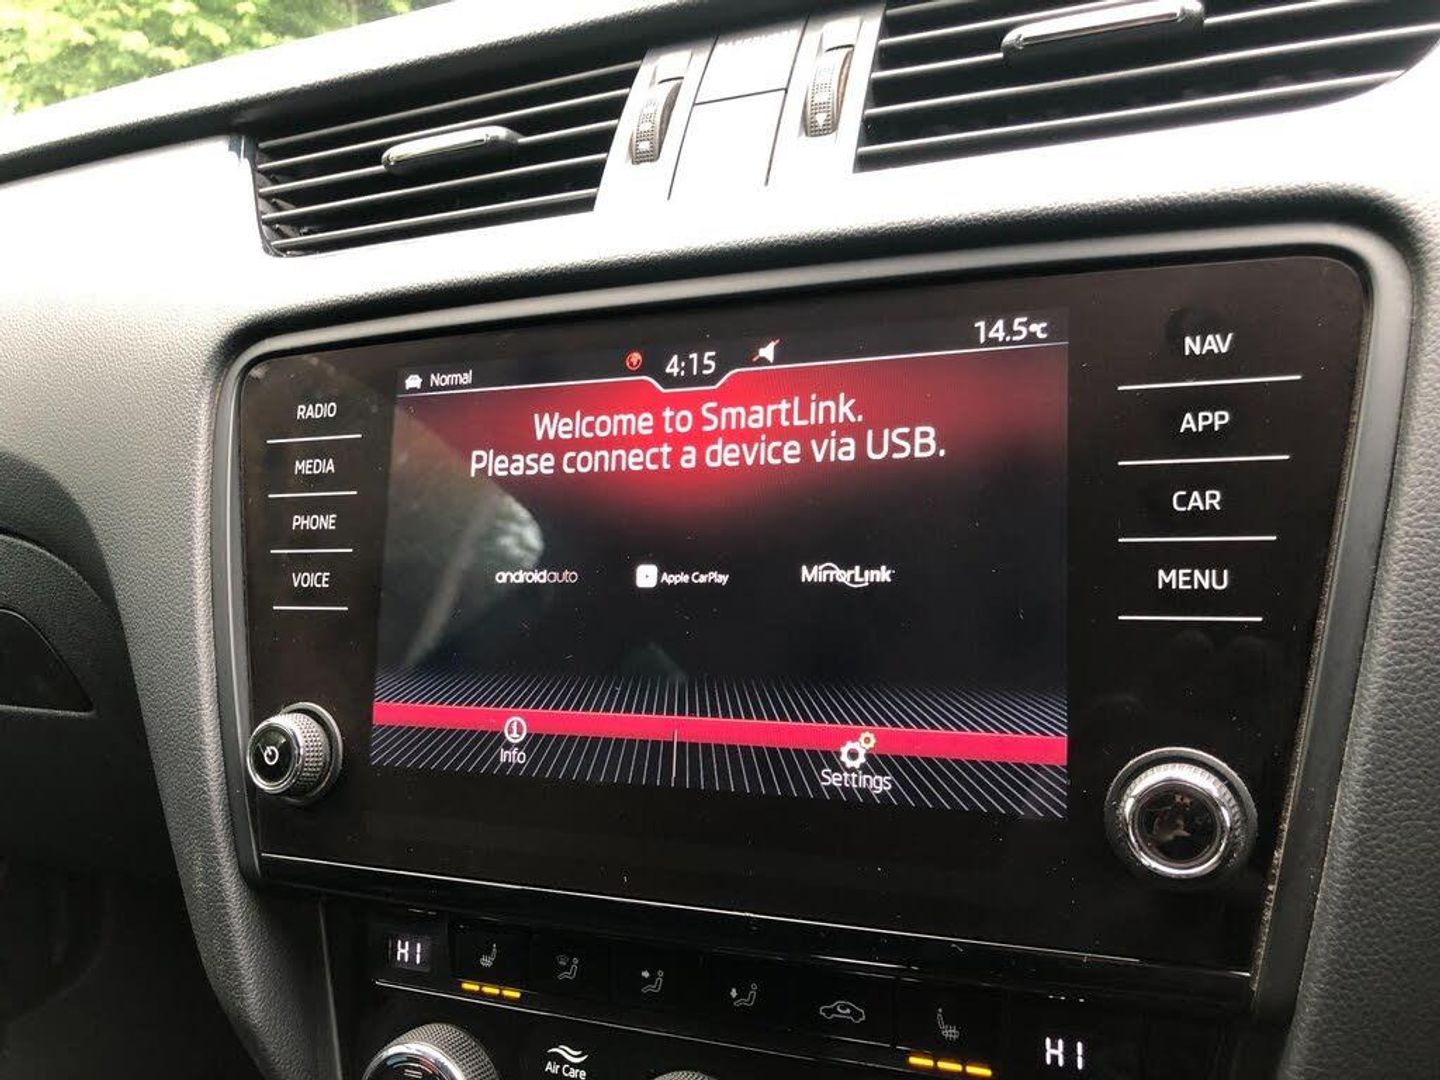 Normal
4:15
14.5°C
Welcome to SmartLink.
Please connect a device via USB.
androidauto
Apple CarPlay
MirrorLink
Info
Settings
RADIO
MEDIA
PHONE
VOICE
NAV
APP
CAR
MENU
HI
Air Care
HI